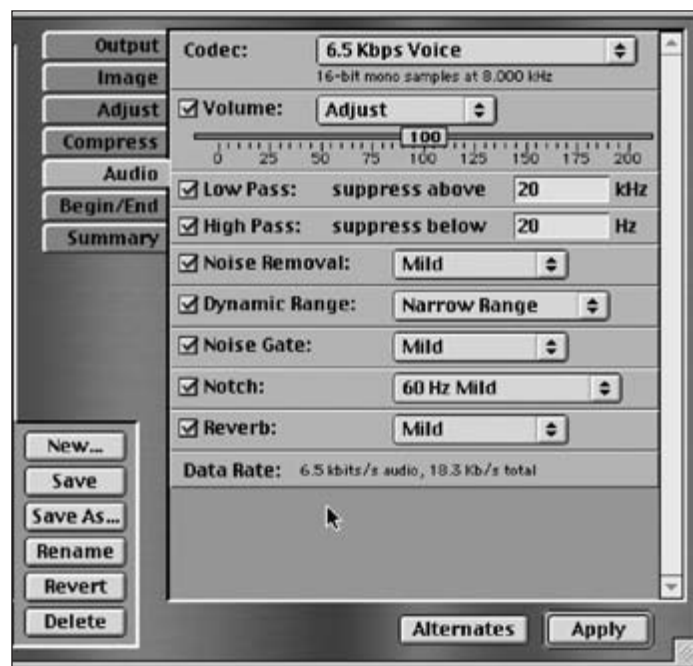 Output
Image
Adjust
Compress
Audio
Begin/End
Summary
Codec: 6.5 Kbps Voice
16-bit mono samples at 8.000 kHz
Volume: Adjust
100
0 25 50 75 100 125 150 175 200
Low Pass: suppress above 20 kHz
High Pass: suppress below 20 Hz
Noise Removal: Mild
Dynamic Range: Narrow Range
Noise Gate: Mild
Notch: 60 Hz Mild
Reverb: Mild
Data Rate: 6.5 kbits/s audio, 18.3 Kb/s total
New...
Save
Save As...
Rename
Revert
Delete
Alternates
Apply